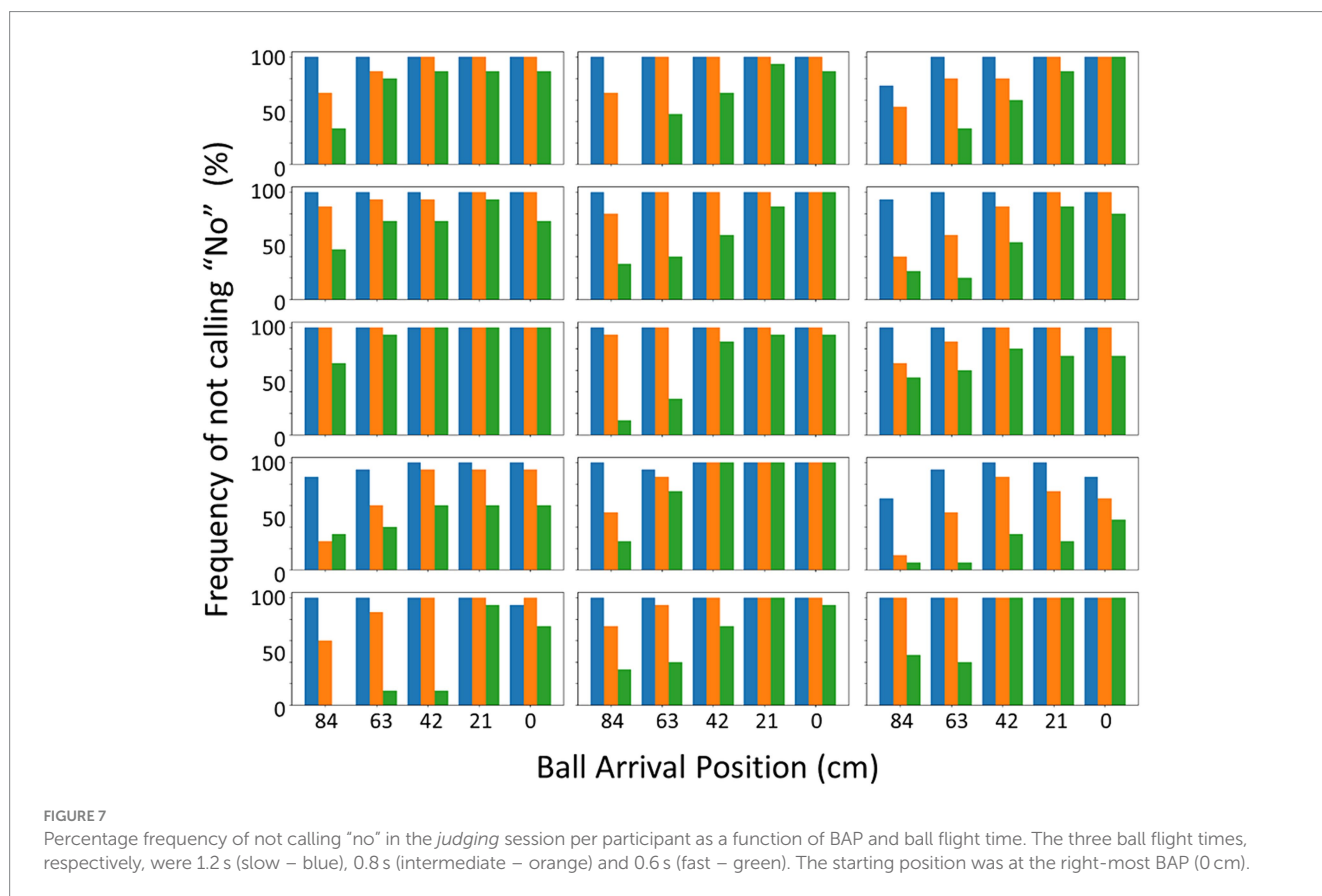 Frequency of not calling “No” (%)
100
50
0
100
50
0
100
50
0
100
50
0
100
50
0
84 63 42 21 0 84 63 42 21 0 84 63 42 21 0
Ball Arrival Position (cm)
FIGURE 7
Percentage frequency of not calling “no” in the judging session per participant as a function of BAP and ball flight time. The three ball flight times,
respectively, were 1.2 s (slow – blue), 0.8 s (intermediate – orange) and 0.6 s (fast – green). The starting position was at the right-most BAP (0 cm).